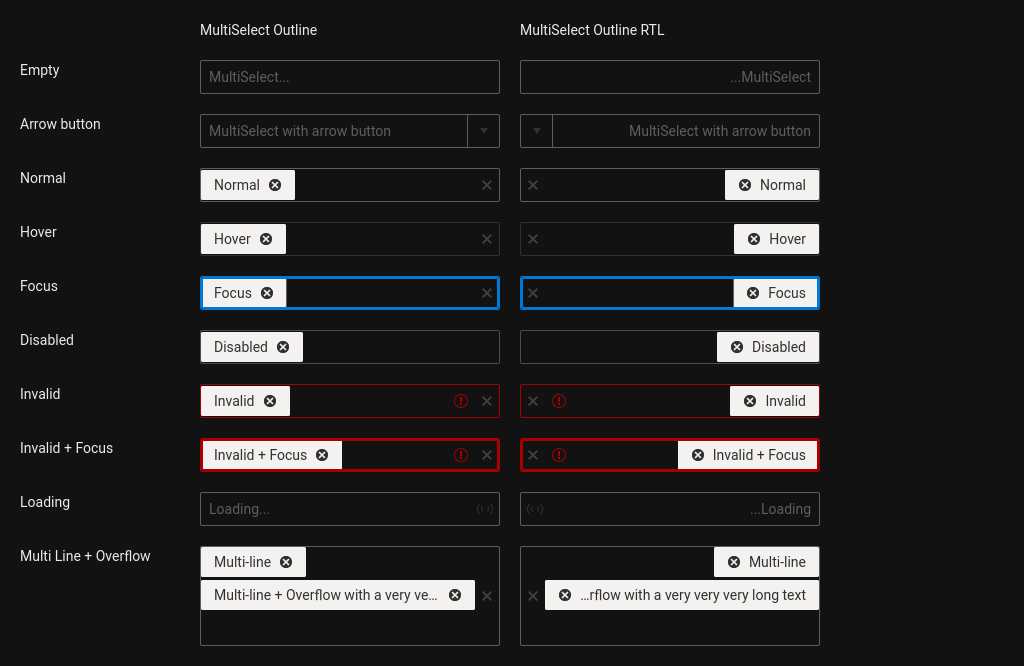 MultiSelect Outline
MultiSelect Outline RTL
Empty
MultiSelect...
...MultiSelect
Arrow button
MultiSelect with arrow button
MultiSelect with arrow button
Normal
Normal
Normal
Hover
Hover
Hover
Focus
Focus
Focus
Disabled
Disabled
Disabled
Invalid
Invalid
Invalid
Invalid + Focus
Invalid + Focus
Invalid + Focus
Loading
Loading...
...Loading
Multi Line + Overflow
Multi-line
Multi-line
Multi-line + Overflow with a very ve...
...rflow with a very very very long text